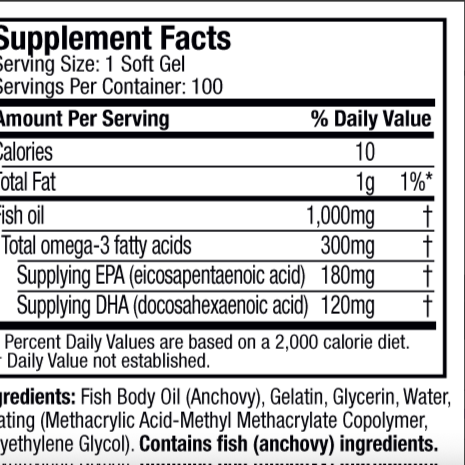 Supplement Facts
Serving Size: 1 Soft Gel
Servings Per Container: 100
Amount Per Serving % Daily Value
Calories 10
Total Fat 1g 1%*
Fish oil 1,000mg †
Total omega-3 fatty acids 300mg †
Supplying EPA (eicosapentaenoic acid) 180mg †
Supplying DHA (docosahexaenoic acid) 120mg †
Percent Daily Values are based on a 2,000 calorie diet.
† Daily Value not established.
gredients: Fish Body Oil (Anchovy), Gelatin, Glycerin, Water,
ating (Methacrylic Acid-Methyl Methacrylate Copolymer,
yethylene Glycol). Contains fish (anchovy) ingredients.